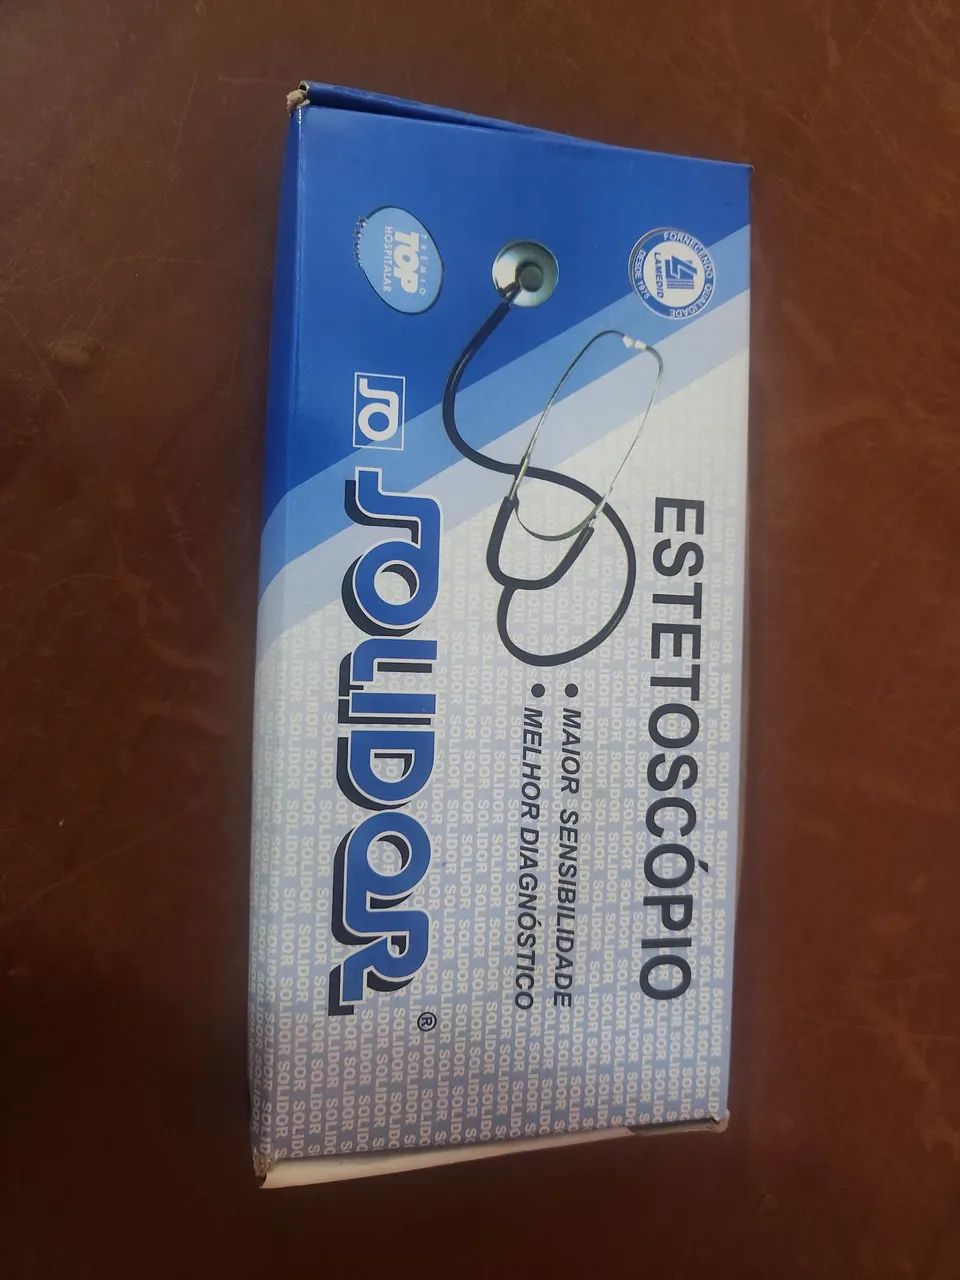 FORNECENDO QUALIDADE
LAMEDID
DESDE 1975
ESTETOSCÓPIO
• MAIOR SENSIBILIDADE
• MELHOR DIAGNÓSTICO
PRÊMIO
TOP
HOSPITALAR
SOLIDOR®